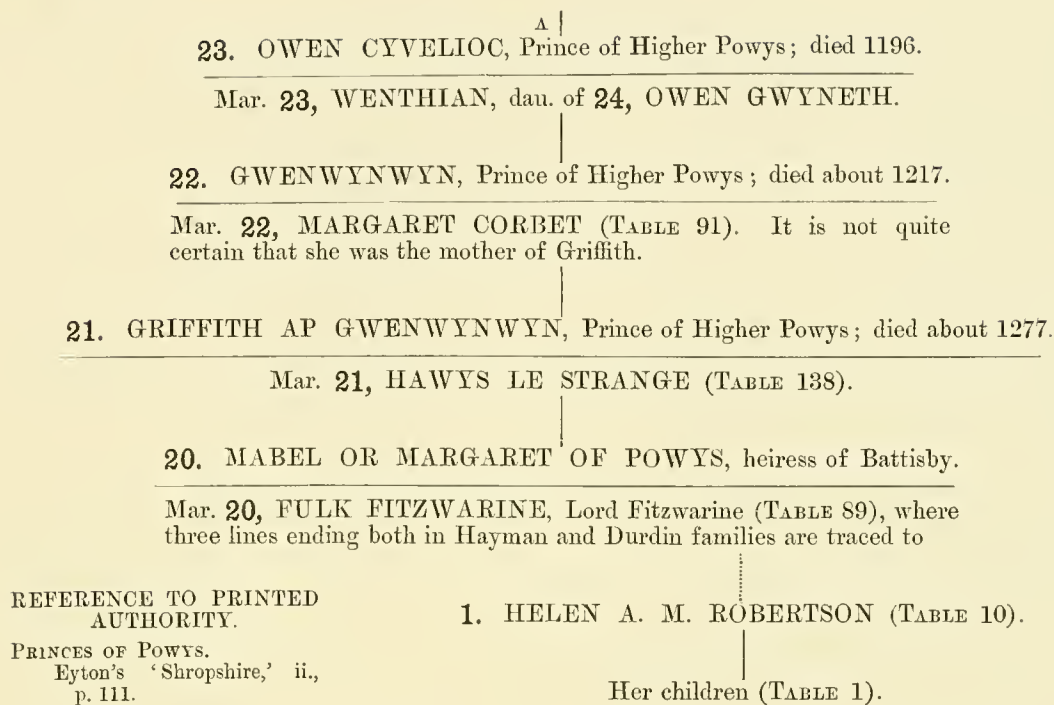 A
23. OWEN CYVELIOC, Prince of Higher Powys; died 1196.
Mar. 23, WENTHIAN, dau. of 24, OWEN GWYNETH.
22. GWENWYNWYN, Prince of Higher Powys; died about 1217.
Mar. 22, MARGARET CORBET (TABLE 91). It is not quite
certain that she was the mother of Griffith.
21. GRIFFITH AP GWENWYNWYN, Prince of Higher Powys; died about 1277.
Mar. 21, HAWYS LE STRANGE (TABLE 138).
20. MABEL OR MARGARET OF POWYS, heiress of Battisby.
Mar. 20, FULK FITZWARINE, Lord Fitzwarine (TABLE 89), where
three lines ending both in Hayman and Durdin families are traced to
1. HELEN A. M. ROBERTSON (TABLE 10).
Her children (TABLE 1).
REFERENCE TO PRINTED
AUTHORITY.
PRINCES OF POWYS.
Eyton's 'Shropshire,' ii.,
p. 111.